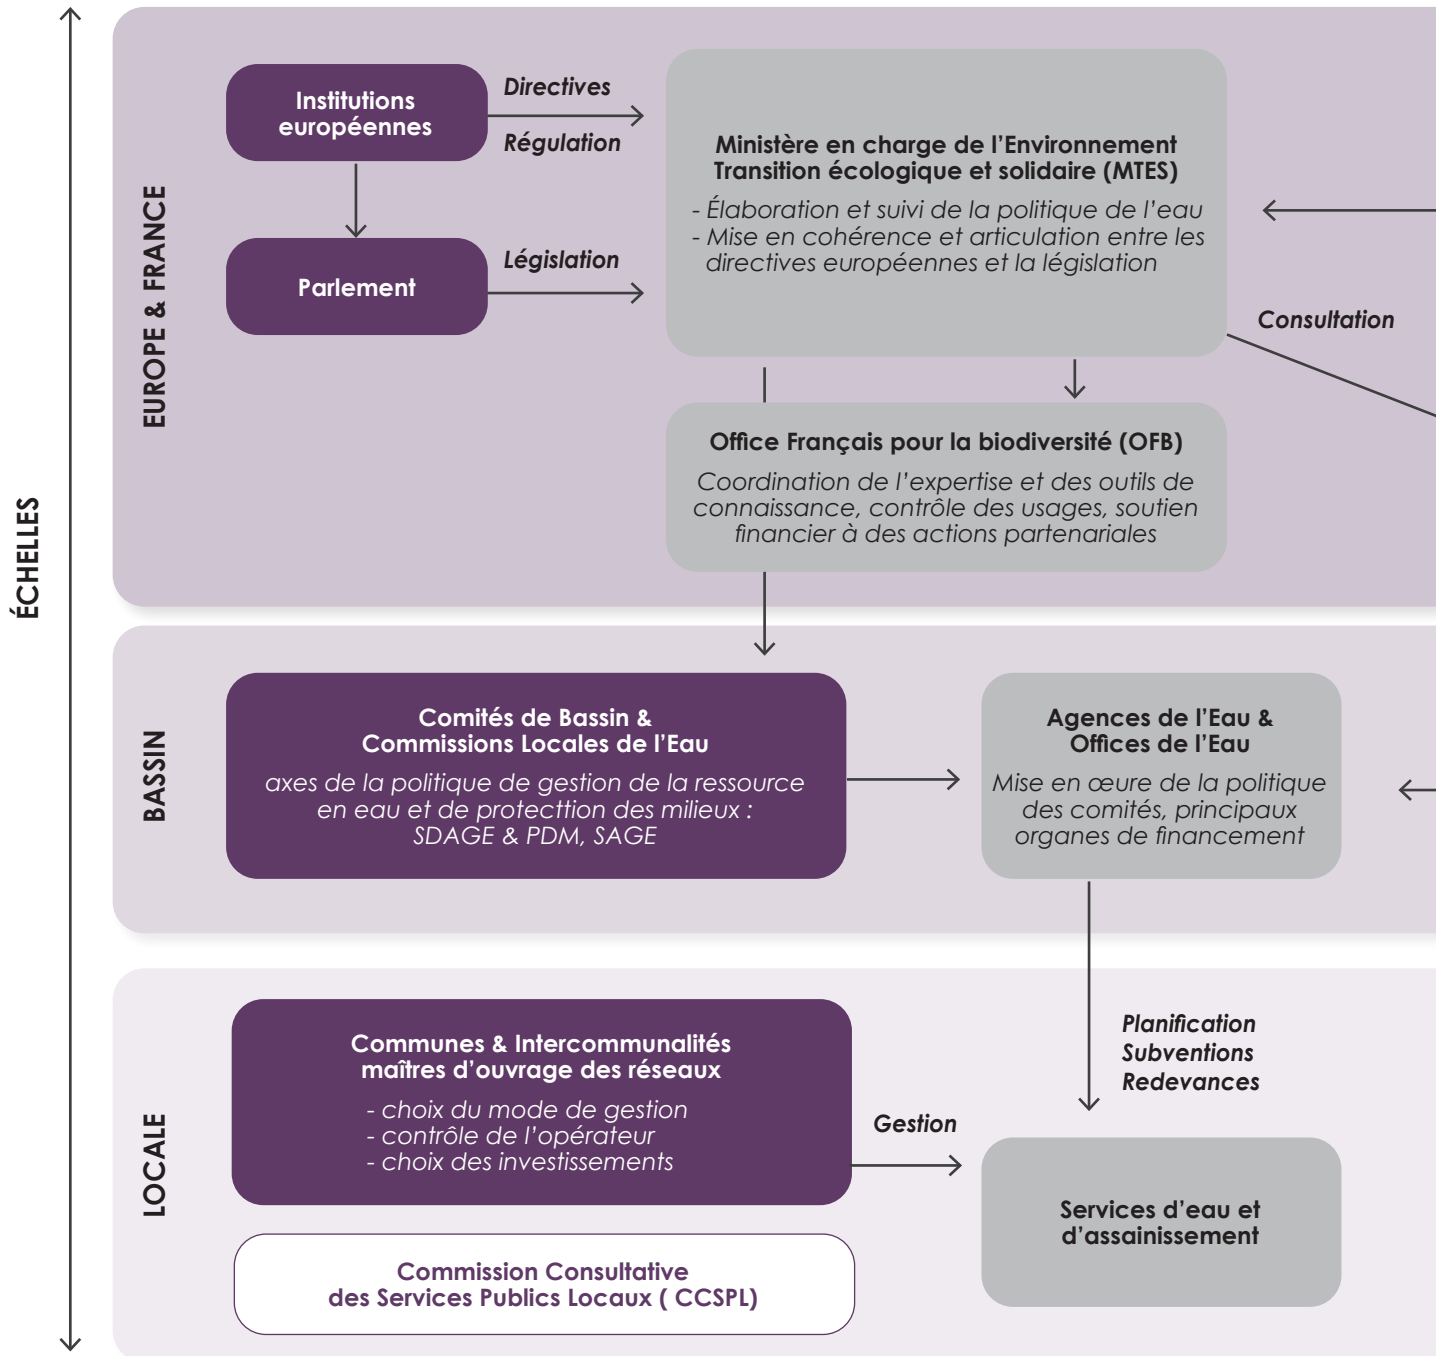 ÉCHELLES
EUROPE & FRANCE
Institutions
européennes
Directives
Régulation
Parlement
Législation
Ministère en charge de l’Environnement
Transition écologique et solidaire (MTES)
- Élaboration et suivi de la politique de l’eau
- Mise en cohérence et articulation entre les
directives européennes et la législation
Consultation
Office Français pour la biodiversité (OFB)
Coordination de l’expertise et des outils de
connaissance, contrôle des usages, soutien
financier à des actions partenariales
BASSIN
Comités de Bassin &
Commissions Locales de l’Eau
axes de la politique de gestion de la ressource
en eau et de protecttion des milieux :
SDAGE & PDM, SAGE
Agences de l’Eau &
Offices de l’Eau
Mise en œure de la politique
des comités, principaux
organes de financement
LOCALE
Communes & Intercommunalités
maîtres d’ouvrage des réseaux
- choix du mode de gestion
- contrôle de l’opérateur
- choix des investissements
Gestion
Planification
Subventions
Redevances
Services d’eau et
d’assainissement
Commission Consultative
des Services Publics Locaux ( CCSPL)